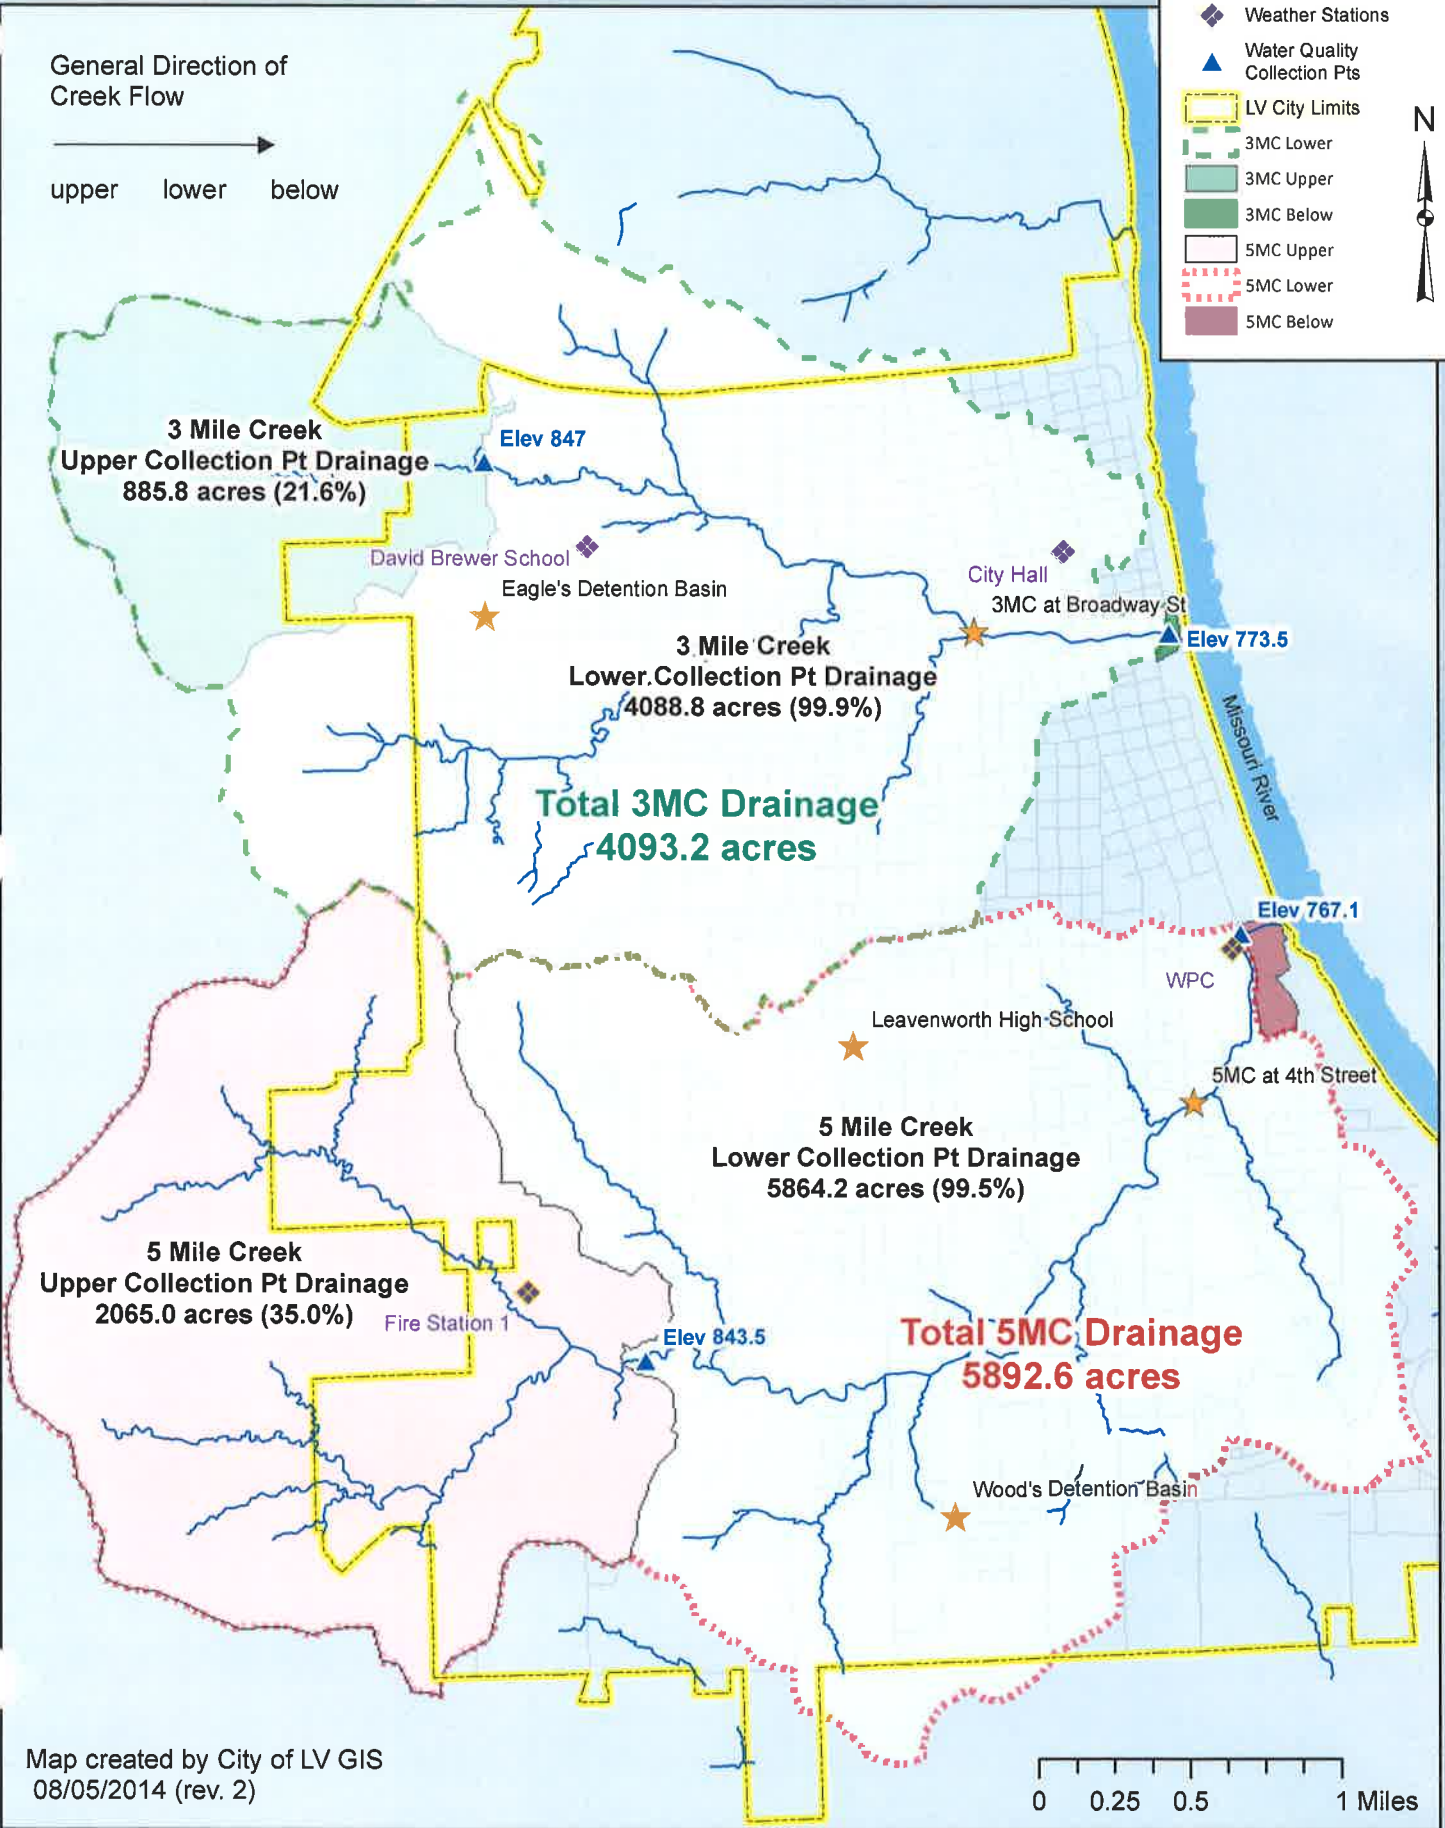 General Direction of
Creek Flow
upper lower below
Weather Stations
Water Quality
Collection Pts
LV City Limits
3MC Lower
3MC Upper
3MC Below
5MC Upper
5MC Lower
5MC Below
N
3 Mile Creek
Upper Collection Pt Drainage
885.8 acres (21.6%)
Elev 847
David Brewer School
Eagle's Detention Basin
City Hall
3MC at Broadway St
Elev 773.5
3 Mile Creek
Lower Collection Pt Drainage
4088.8 acres (99.9%)
Missouri River
Total 3MC Drainage
4093.2 acres
Elev 767.1
WPC
Leavenworth High School
5MC at 4th Street
5 Mile Creek
Lower Collection Pt Drainage
5864.2 acres (99.5%)
5 Mile Creek
Upper Collection Pt Drainage
2065.0 acres (35.0%)
Fire Station 1
Elev 843.5
Total 5MC Drainage
5892.6 acres
Wood's Detention Basin
Map created by City of LV GIS
08/05/2014 (rev. 2)
0 0.25 0.5 1 Miles